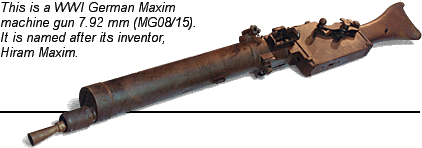 This is a WWI German Maxim
machine gun 7.92 mm (MG08/15).
It is named after its inventor,
Hiram Maxim.